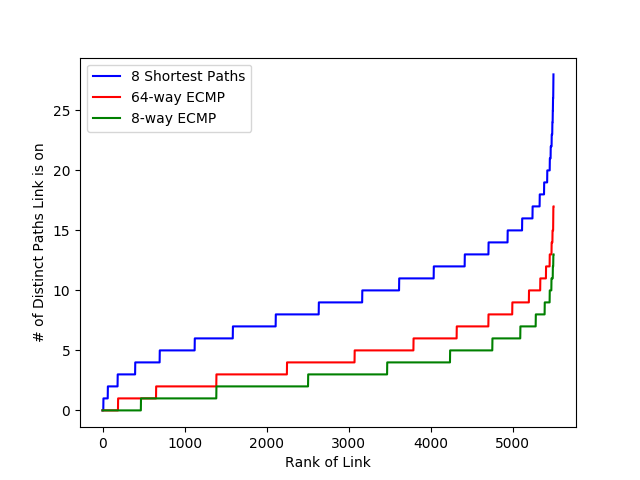 8 Shortest Paths
64-way ECMP
8-way ECMP
# of Distinct Paths Link is on
25
20
15
10
5
0
0 1000 2000 3000 4000 5000
Rank of Link